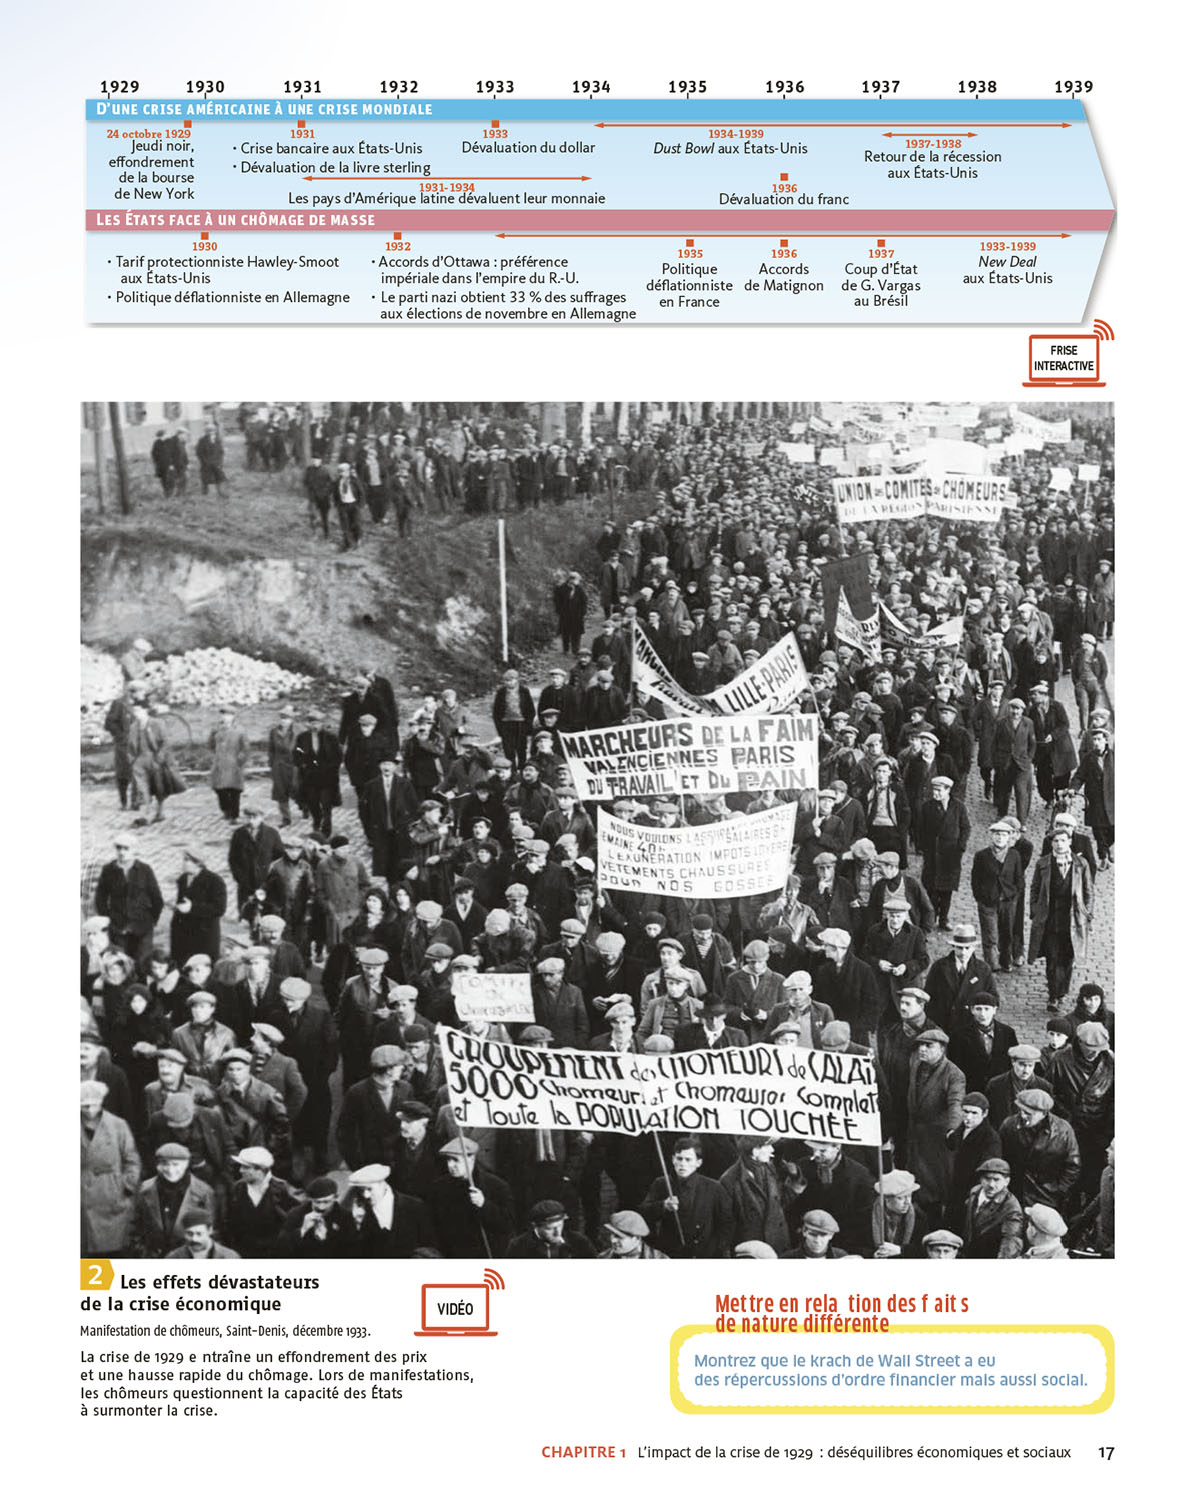 1929 1930 1931 1932 1933 1934 1935 1936 1937 1938 1939
D'UNE CRISE AMÉRICAINE À UNE CRISE MONDIALE
24 octobre 1929
Jeudi noir,
effondrement
de la bourse
de New York
1931
• Crise bancaire aux États-Unis
• Dévaluation de la livre sterling
1931-1934
Les pays d'Amérique latine dévaluent leur monnaie
1933
Dévaluation du dollar
1934-1939
Dust Bowl aux États-Unis
1936
Dévaluation du franc
1937-1938
Retour de la récession
aux États-Unis
LES ÉTATS FACE À UN CHÔMAGE DE MASSE
1930
• Tarif protectionniste Hawley-Smoot
aux États-Unis
• Politique déflationniste en Allemagne
1932
• Accords d'Ottawa : préférence
impériale dans l'empire du R.-U.
• Le parti nazi obtient 33 % des suffrages
aux élections de novembre en Allemagne
1935
Politique
déflationniste
en France
1936
Accords
de Matignon
1937
Coup d'État
de G. Vargas
au Brésil
1933-1939
New Deal
aux États-Unis
FRISE
INTERACTIVE
UNION DES COMITÉS DE CHÔMEURS
DE LA RÉGION PARISIENNE
LILLE-PARIS
MARCHEURS DE LA FAIM
VALENCIENNES PARIS
DU TRAVAIL ET DU PAIN
NOUS VOULONS
SALAIRES
L'EXONERATION IMPOTS LOYERS
VETEMENTS CHAUSSURES
POUR NOS GOSSES
GROUPEMENT des CHOMEURS de CALAIS
5000 Chomeurs et Chomeuses Complets
et Toute la POPULATION TOUCHÉE
2 Les effets dévastateurs
de la crise économique
Manifestation de chômeurs, Saint-Denis, décembre 1933.
La crise de 1929 e ntraîne un effondrement des prix
et une hausse rapide du chômage. Lors de manifestations,
les chômeurs questionnent la capacité des États
à surmonter la crise.
VIDÉO
Mettre en rela tion des f ait s
de nature différente
Montrez que le krach de Wall Street a eu
des répercussions d'ordre financier mais aussi social.
CHAPITRE 1 L'impact de la crise de 1929 : déséquilibres économiques et sociaux 17